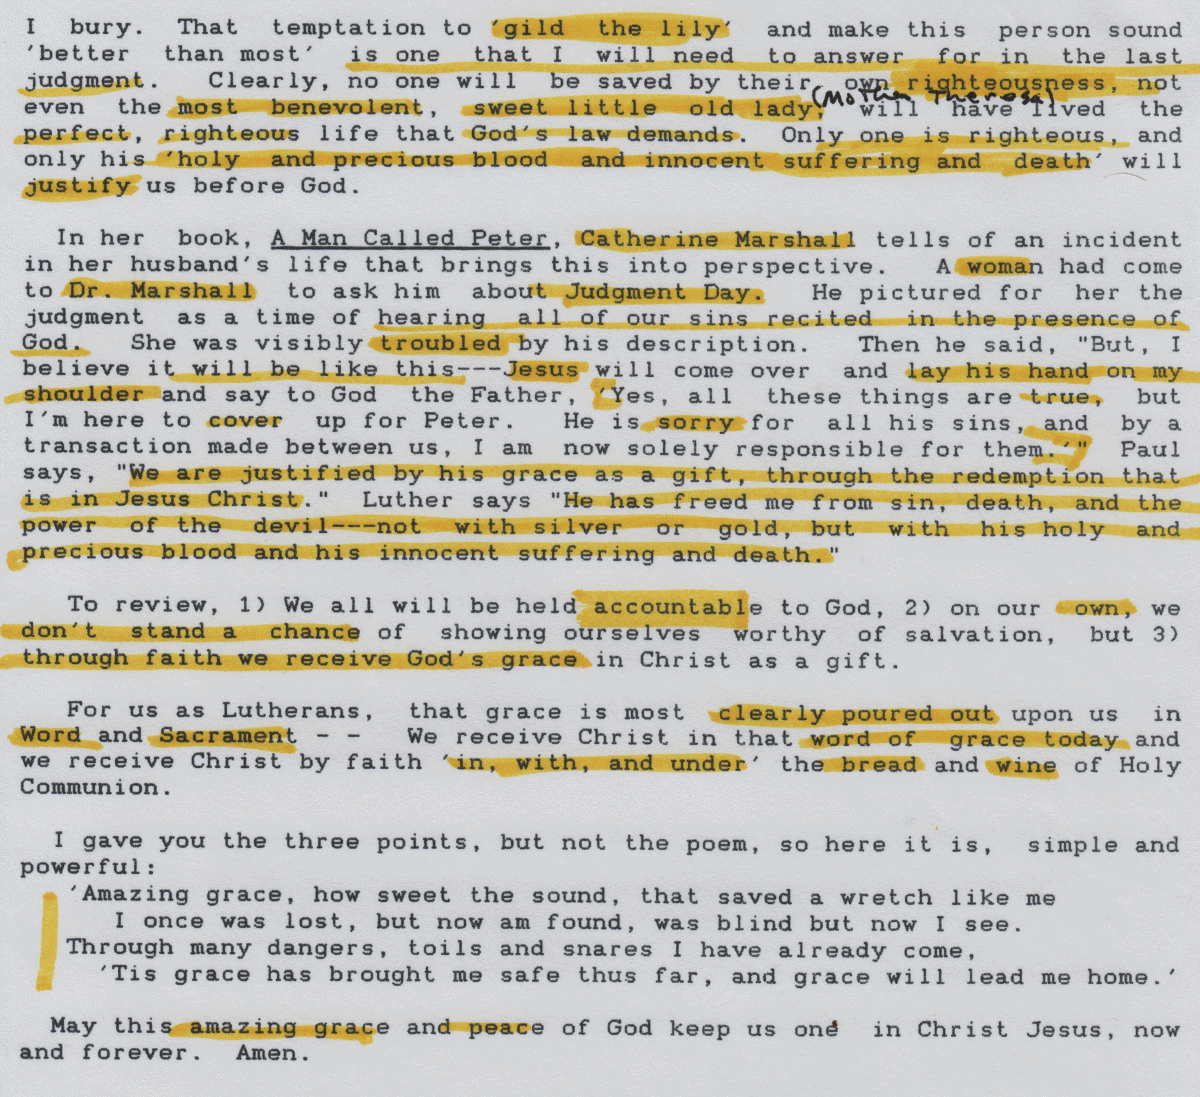 I bury. That temptation to 'gild the lily' and make this person sound
'better than most' is one that I will need to answer for in the last
judgment. Clearly, no one will be saved by their own righteousness, not
(Mother Theresa)
even the most benevolent, sweet little old lady, will have lived the
perfect, righteous life that God's law demands. Only one is righteous, and
only his 'holy and precious blood and innocent suffering and death' will
justify us before God.
In her book, A Man Called Peter, Catherine Marshall tells of an incident
in her husband's life that brings this into perspective. A woman had come
to Dr. Marshall to ask him about Judgment Day. He pictured for her the
judgment as a time of hearing all of our sins recited in the presence of
God. She was visibly troubled by his description. Then he said, "But, I
believe it will be like this---Jesus will come over and lay his hand on my
shoulder and say to God the Father, 'Yes, all these things are true, but
I'm here to cover up for Peter. He is sorry for all his sins, and by a
transaction made between us, I am now solely responsible for them.'" Paul
says, "We are justified by his grace as a gift, through the redemption that
is in Jesus Christ." Luther says "He has freed me from sin, death, and the
power of the devil---not with silver or gold, but with his holy and
precious blood and his innocent suffering and death."
To review, 1) We all will be held accountable to God, 2) on our own, we
don't stand a chance of showing ourselves worthy of salvation, but 3)
through faith we receive God's grace in Christ as a gift.
For us as Lutherans, that grace is most clearly poured out upon us in
Word and Sacrament - - We receive Christ in that word of grace today and
we receive Christ by faith 'in, with, and under' the bread and wine of Holy
Communion.
I gave you the three points, but not the poem, so here it is, simple and
powerful:
'Amazing grace, how sweet the sound, that saved a wretch like me
I once was lost, but now am found, was blind but now I see.
Through many dangers, toils and snares I have already come,
'Tis grace has brought me safe thus far, and grace will lead me home.'
May this amazing grace and peace of God keep us one in Christ Jesus, now
and forever. Amen.